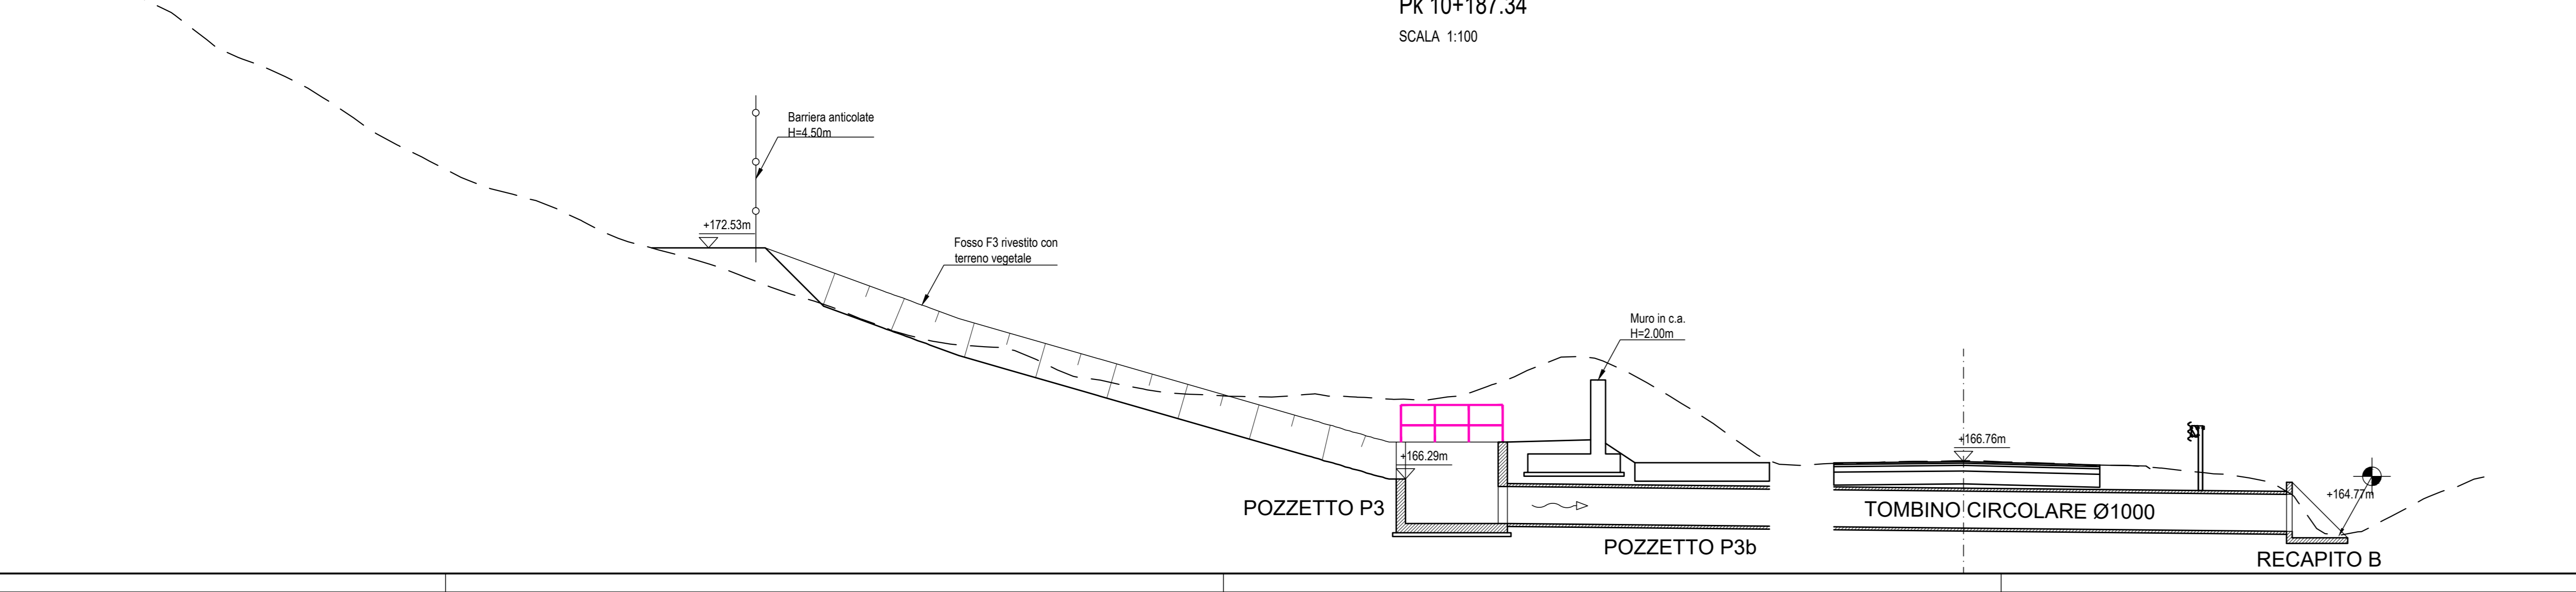 Pk 10+187.34
SCALA 1:100
Barriera anticolate
H=4.50m
+172.53m
Fosso F3 rivestito con
terreno vegetale
Muro in c.a.
H=2.00m
+166.29m
+166.76m
+164.77m
POZZETTO P3
TOMBINO CIRCOLARE Ø1000
POZZETTO P3b
RECAPITO B